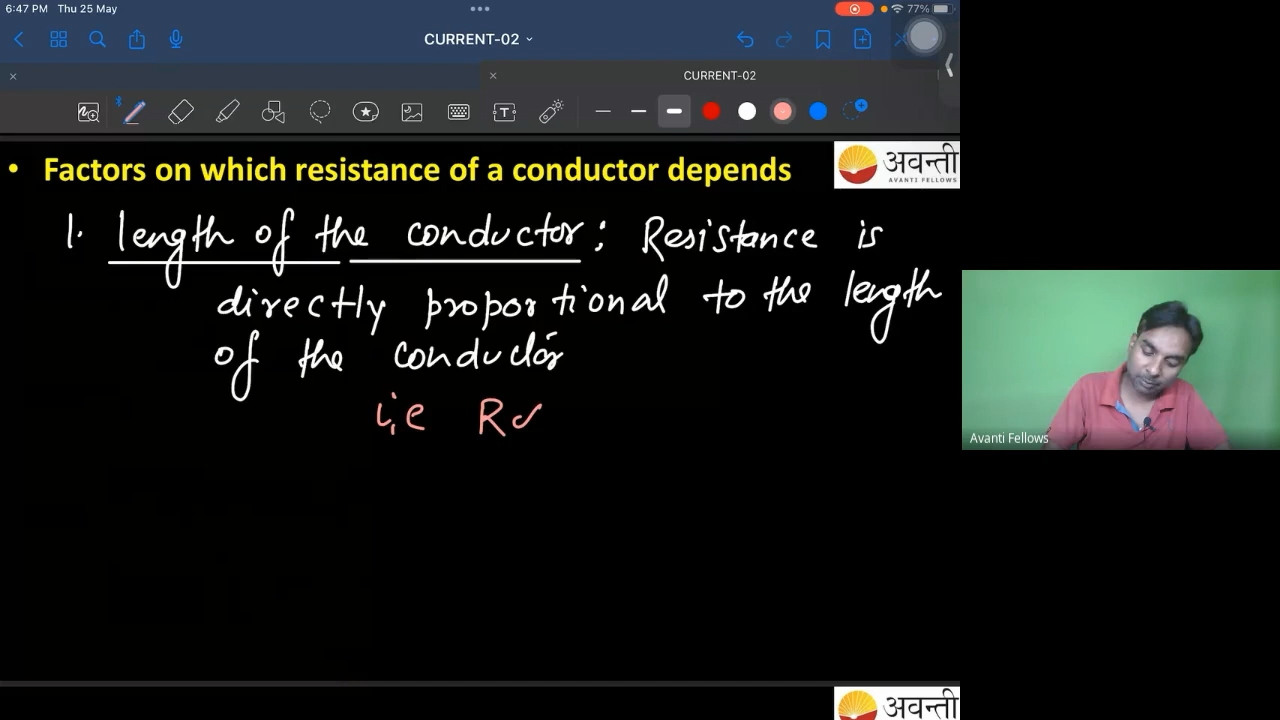 6:47 PM Thu 25 May
77%
CURRENT-02
CURRENT-02
• Factors on which resistance of a conductor depends
अवन्ती
AVANTI FELLOWS
1. length of the conductor : Resistance is
directly proportional to the length
of the conductor
i,e R
Avanti Fellows
अवन्ती